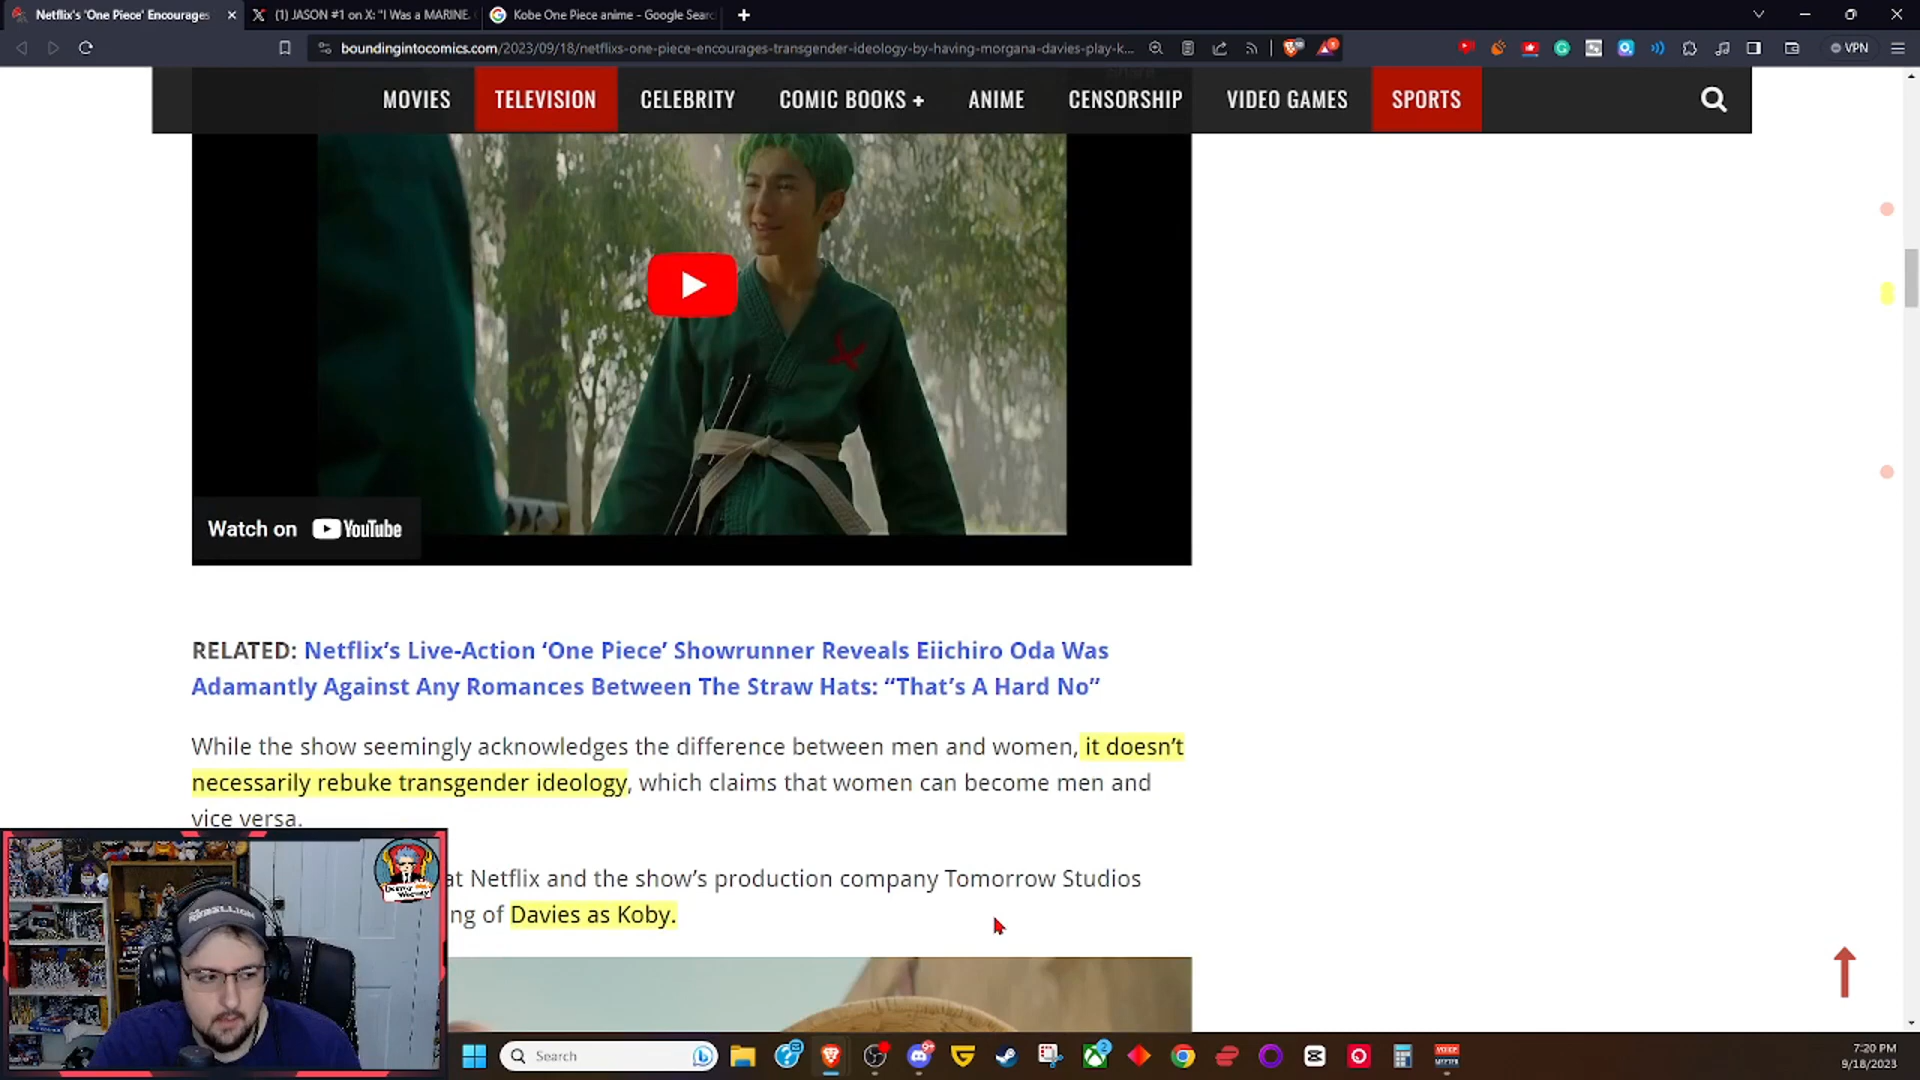 Netflix's 'One Piece' Encourages
(1) JASON #1 on X: "I Was a MARINE.
Kobe One Piece anime - Google Searc
boundingintocomics.com/2023/09/18/netflixs-one-piece-encourages-transgender-ideology-by-having-morgana-davies-play-k...
VPN
MOVIES TELEVISION CELEBRITY COMIC BOOKS + ANIME CENSORSHIP VIDEO GAMES SPORTS
Watch on YouTube
RELATED: Netflix's Live-Action 'One Piece' Showrunner Reveals Eiichiro Oda Was
Adamantly Against Any Romances Between The Straw Hats: "That's A Hard No"
While the show seemingly acknowledges the difference between men and women, it doesn't
necessarily rebuke transgender ideology, which claims that women can become men and
vice versa.
at Netflix and the show's production company Tomorrow Studios
ng of Davies as Koby.
REBELLION
Search
7:20 PM
9/18/2023